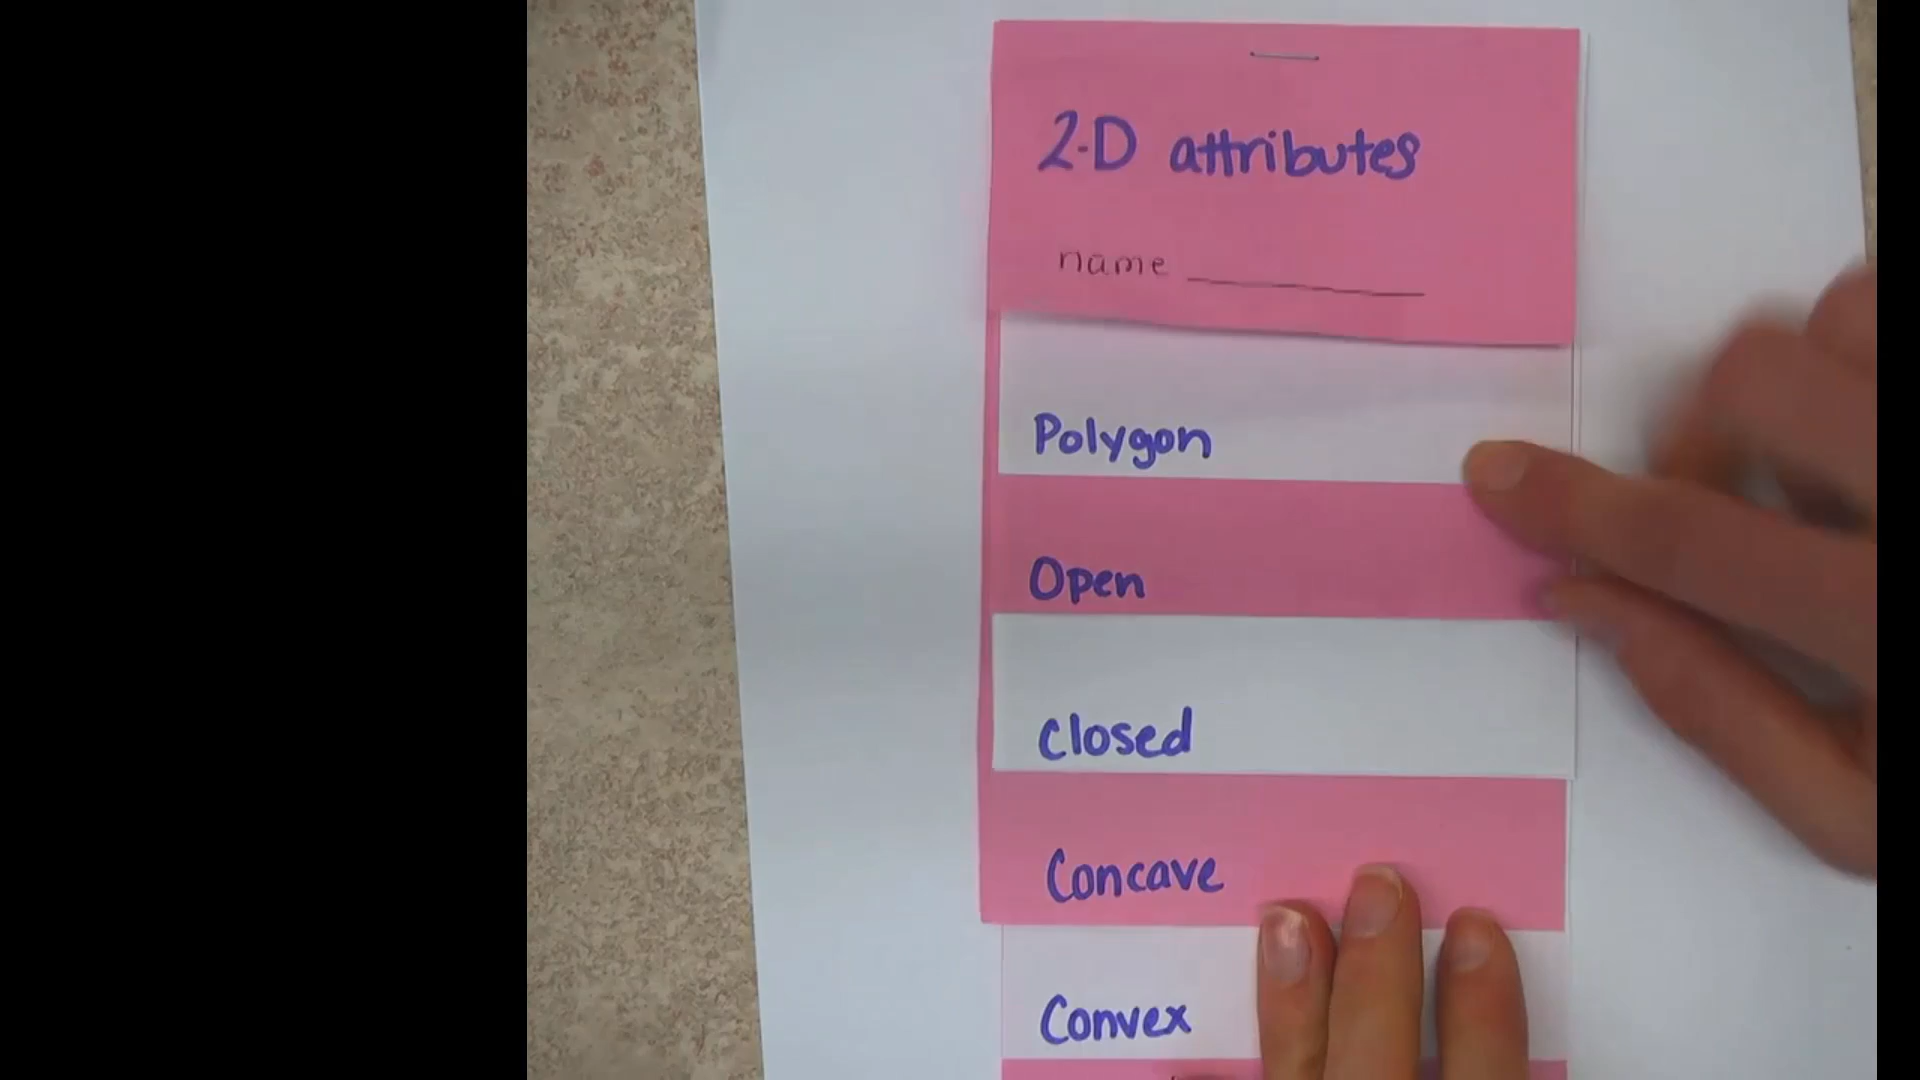 2-D attributes
name
Polygon
Open
Closed
Concave
Convex